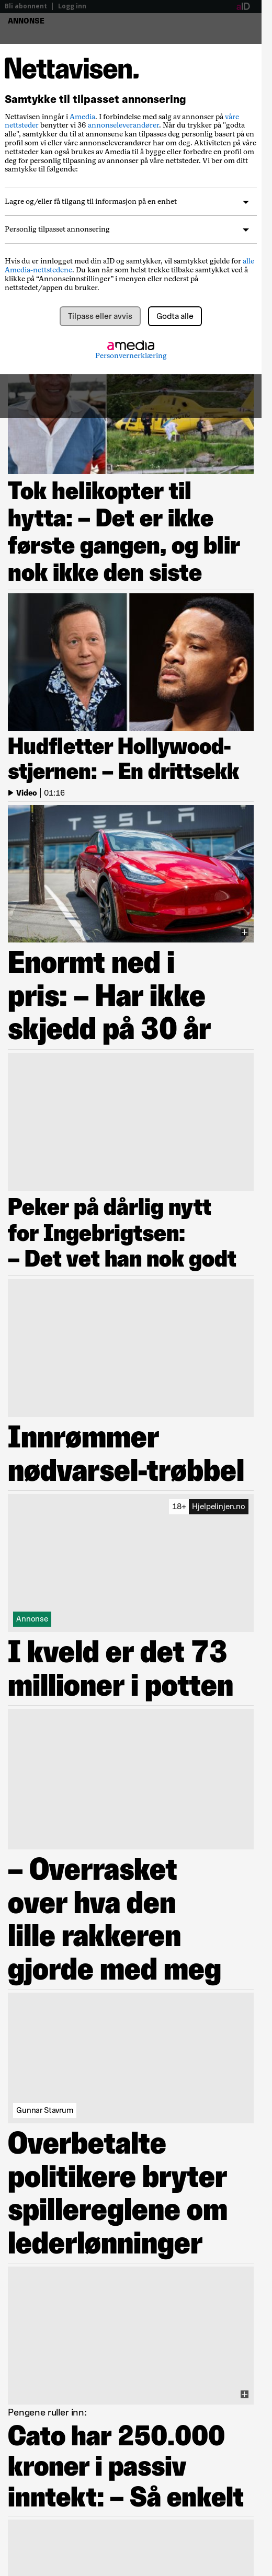 Bli abonnent | Logg inn
aID
ANNONSE
Nettavisen.
Samtykke til tilpasset annonsering
Nettavisen inngår i Amedia. I forbindelse med salg av annonser på våre
nettsteder benytter vi 36 annonseleverandører. Når du trykker på "godta
alle", samtykker du til at annonsene kan tilpasses deg personlig basert på en
profil som vi eller våre annonseleverandører har om deg. Aktiviteten på våre
nettsteder kan også brukes av Amedia til å bygge eller forbedre en profil om
deg for personlig tilpasning av annonser på våre nettsteder. Vi ber om ditt
samtykke til følgende:
Lagre og/eller få tilgang til informasjon på en enhet
Personlig tilpasset annonsering
Hvis du er innlogget med din aID og samtykker, vil samtykket gjelde for alle
Amedia-nettstedene. Du kan når som helst trekke tilbake samtykket ved å
klikke på “Annonseinnstillinger” i menyen eller nederst på
nettstedet/appen du bruker.
Tilpass eller avvis
Godta alle
amedia
Personvernerklæring
Tok helikopter til
hytta: – Det er ikke
første gangen, og blir
nok ikke den siste
Hudfletter Hollywood-
stjernen: – En drittsekk
Video | 01:16
TESLA
Enormt ned i
pris: – Har ikke
skjedd på 30 år
Peker på dårlig nytt
for Ingebrigtsen:
– Det vet han nok godt
Innrømmer
nødvarsel-trøbbel
18+ Hjelpelinjen.no
Annonse
I kveld er det 73
millioner i potten
– Overrasket
over hva den
lille rakkeren
gjorde med meg
Gunnar Stavrum
Overbetalte
politikere bryter
spillereglene om
lederlønninger
Pengene ruller inn:
Cato har 250.000
kroner i passiv
inntekt: – Så enkelt